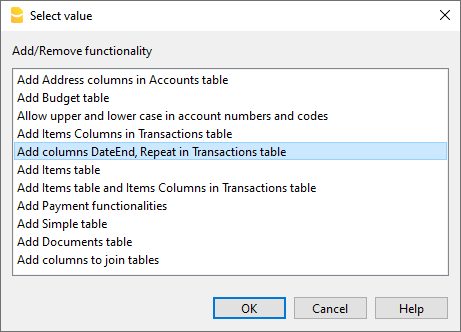 Select value
Add/Remove functionality
Add Address columns in Accounts table
Add Budget table
Allow upper and lower case in account numbers and codes
Add Items Columns in Transactions table
Add columns DateEnd, Repeat in Transactions table
Add Items table
Add Items table and Items Columns in Transactions table
Add Payment functionalities
Add Simple table
Add Documents table
Add columns to join tables
OK
Cancel
Help